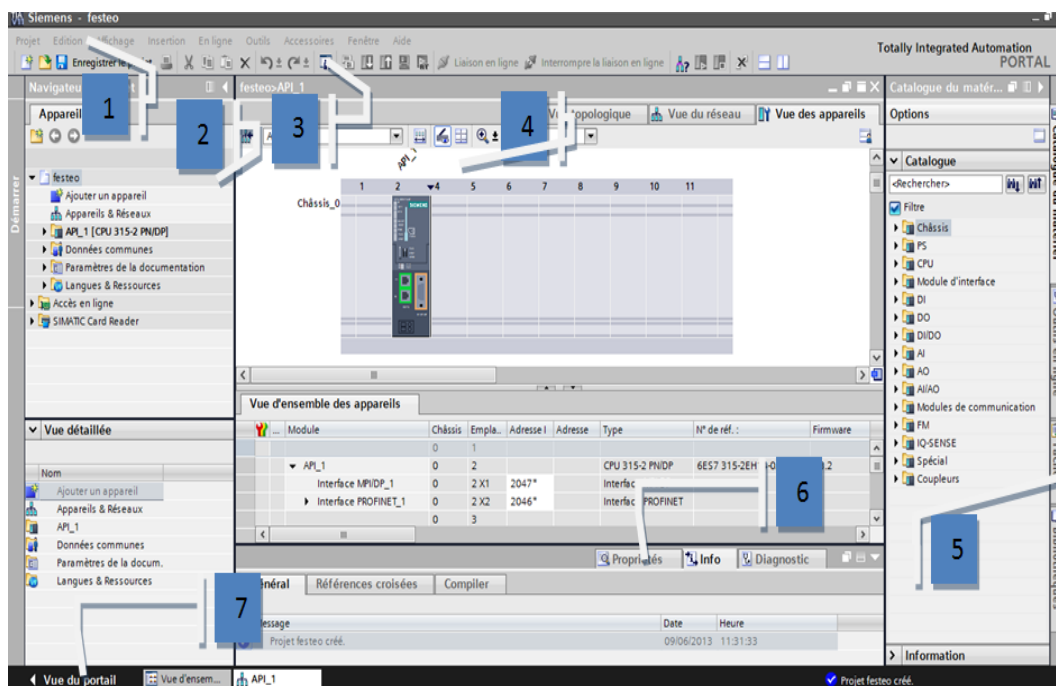 Siemens - festeo
Projet Edition Affichage Insertion En ligne Outils Accessoires Fenêtre Aide
Totally Integrated Automation
PORTAL
Enregistrer le
Liaison en ligne
Interrompre la liaison en ligne
festeo>API_1
Catalogue du matér...
Appareil
1
2
3
4
Vue du réseau
Vue des appareils
Options
Démarrer
festeo
Ajouter un appareil
Appareils & Réseaux
API_1 [CPU 315-2 PN/DP]
Données communes
Paramètres de la documentation
Langues & Ressources
Accès en ligne
SIMATIC Card Reader
API_1
1 2 4 5 6 7 8 9 10 11
Châssis_0
SIEMENS
Catalogue
<Rechercher>
Filtre
Châssis
PS
CPU
Module d'interface
DI
DO
DI/DO
AI
AO
AI/AO
Modules de communication
FM
IQ-SENSE
Spécial
Coupleurs
5
Information
Vue d'ensemble des appareils
... Module Châssis Empla.. Adresse I Adresse Type N° de réf. : Firmware
0 1
API_1 0 2 CPU 315-2 PN/DP 6ES7 315-2EH
Interface MPI/DP_1 0 2 X1 2047*
Interface PROFINET_1 0 2 X2 2046* PROFINET
0 3
6
Vue détaillée
Nom
Ajouter un appareil
Appareils & Réseaux
API_1
Données communes
Paramètres de la docum.
Langues & Ressources
7
Propriétés
Info
Diagnostic
Général
Références croisées
Compiler
Message Date Heure
Projet festeo créé. 09/06/2013 11:31:33
Vue du portail
Vue d'ensem...
API_1
Projet festeo créé.